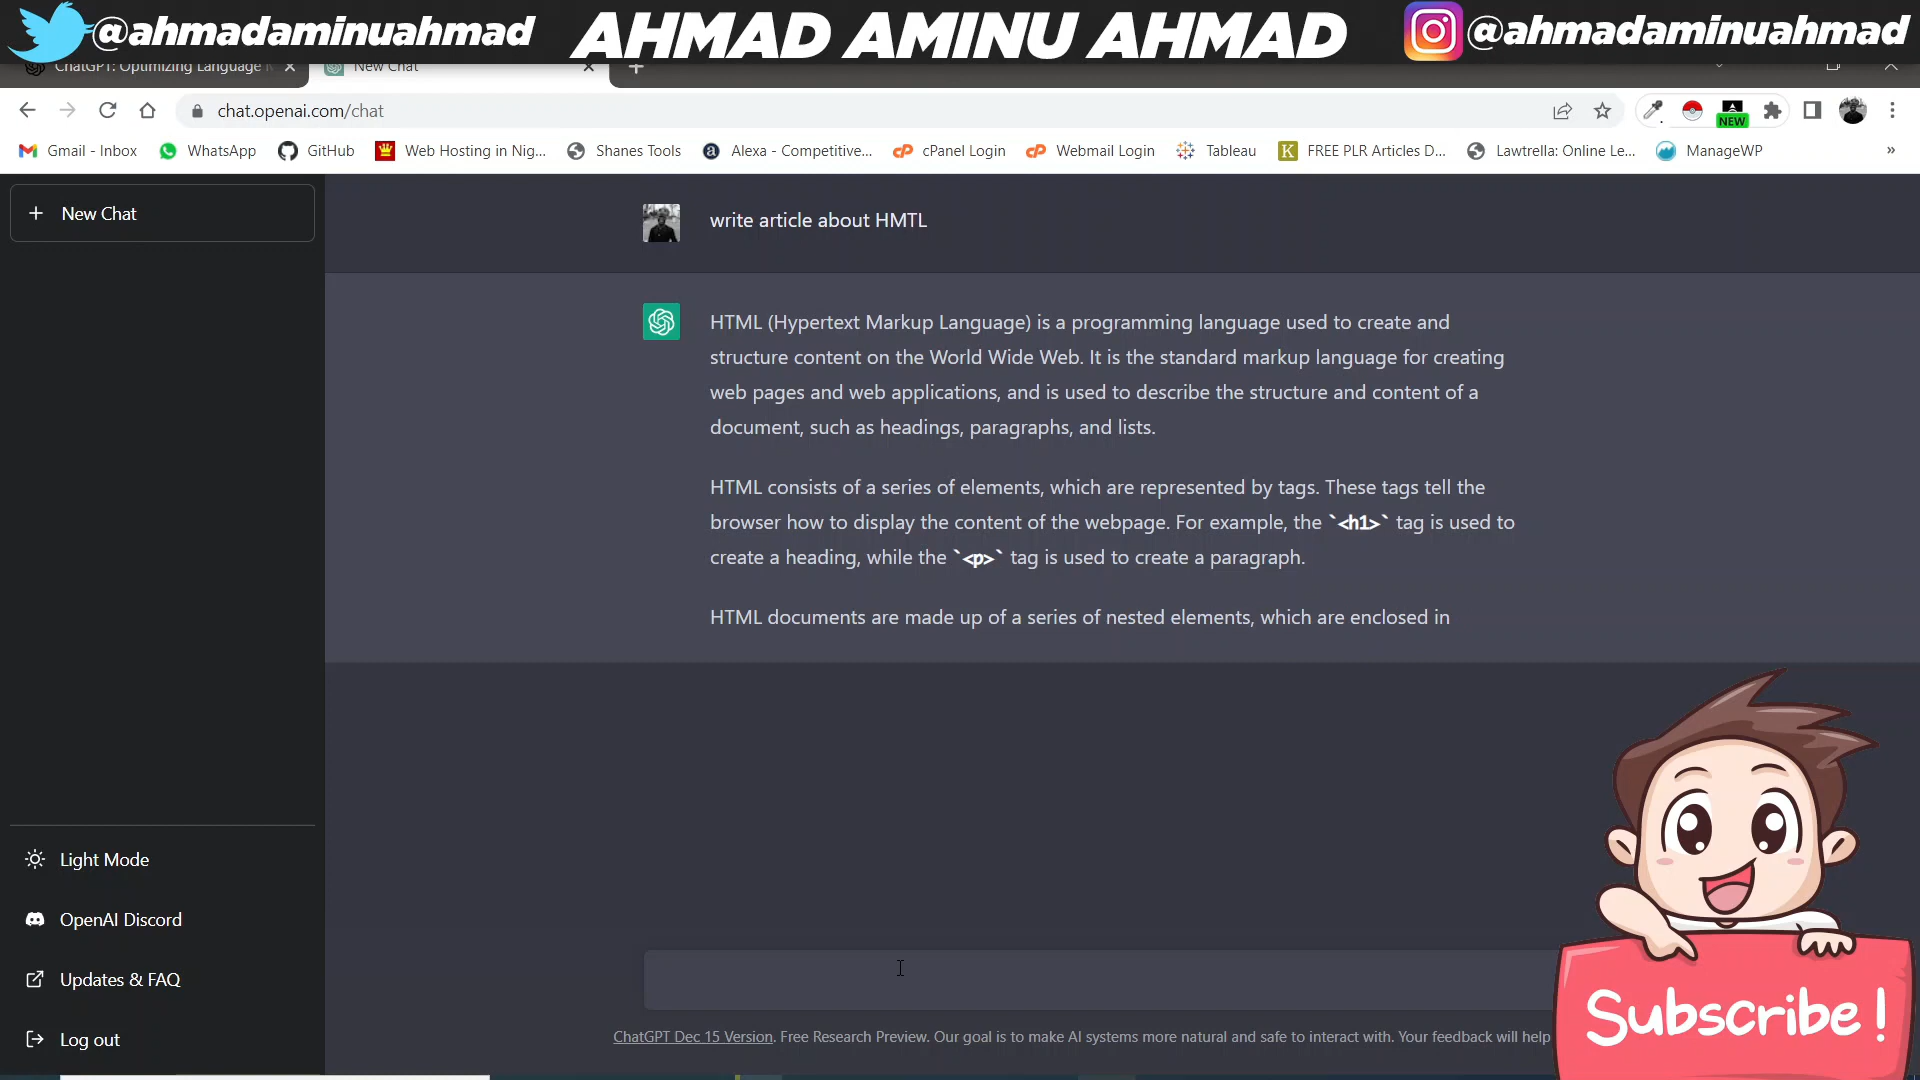 @ahmadaminuahmad AHMAD AMINU AHMAD @ahmadaminuahmad
ChatGPT: Optimizing Language New Chat
chat.openai.com/chat
NEW
Gmail - Inbox WhatsApp GitHub Web Hosting in Nig... Shanes Tools Alexa - Competitive... cPanel Login Webmail Login Tableau FREE PLR Articles D... Lawtrella: Online Le... ManageWP »
New Chat
write article about HMTL
HTML (Hypertext Markup Language) is a programming language used to create and
structure content on the World Wide Web. It is the standard markup language for creating
web pages and web applications, and is used to describe the structure and content of a
document, such as headings, paragraphs, and lists.
HTML consists of a series of elements, which are represented by tags. These tags tell the
browser how to display the content of the webpage. For example, the `<h1>` tag is used to
create a heading, while the `<p>` tag is used to create a paragraph.
HTML documents are made up of a series of nested elements, which are enclosed in
Light Mode
OpenAI Discord
Updates & FAQ
Log out
ChatGPT Dec 15 Version. Free Research Preview. Our goal is to make AI systems more natural and safe to interact with. Your feedback will help
Subscribe!